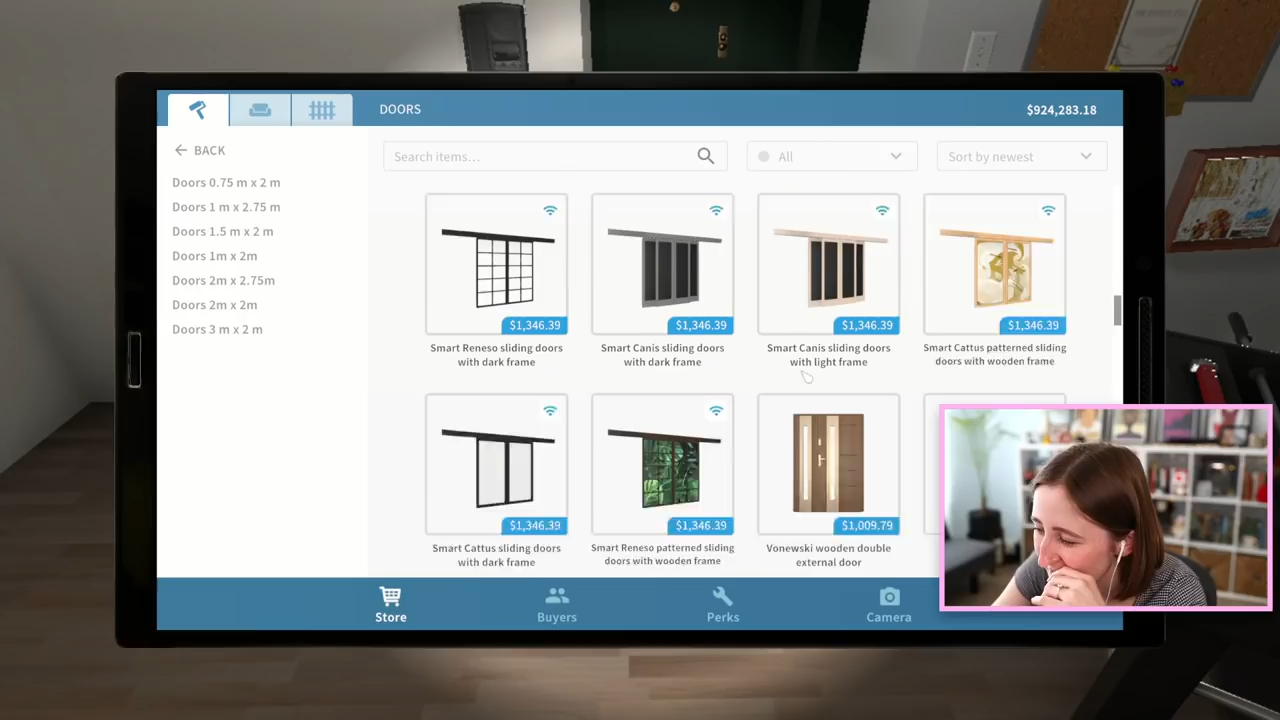 DOORS
$924,283.18
BACK
Search items...
All
Sort by newest
Doors 0.75 m x 2 m
Doors 1 m x 2.75 m
Doors 1.5 m x 2 m
Doors 1m x 2m
Doors 2m x 2.75m
Doors 2m x 2m
Doors 3 m x 2 m
$1,346.39
$1,346.39
$1,346.39
$1,346.39
Smart Reneso sliding doors
with dark frame
Smart Canis sliding doors
with dark frame
Smart Canis sliding doors
with light frame
Smart Cattus patterned sliding
doors with wooden frame
$1,346.39
$1,346.39
$1,009.79
Smart Cattus sliding doors
with dark frame
Smart Reneso patterned sliding
doors with wooden frame
Vonewski wooden double
external door
Store
Buyers
Perks
Camera